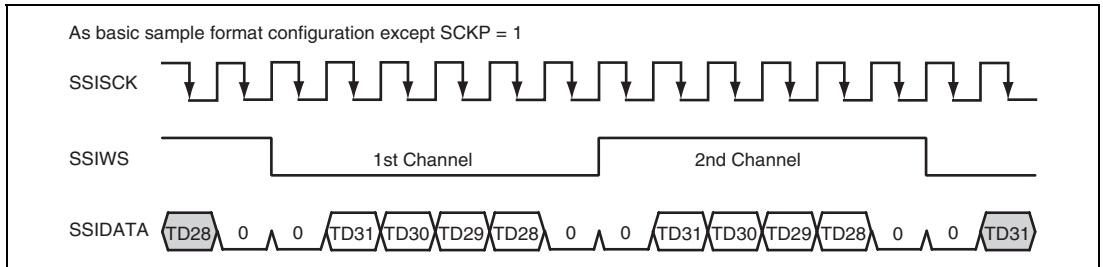 As basic sample format configuration except SCKP = 1
SSISCK
SSIWS 1st Channel 2nd Channel
SSIDATA TD28 0 0 TD31 TD30 TD29 TD28 0 0 TD31 TD30 TD29 TD28 0 0 TD31